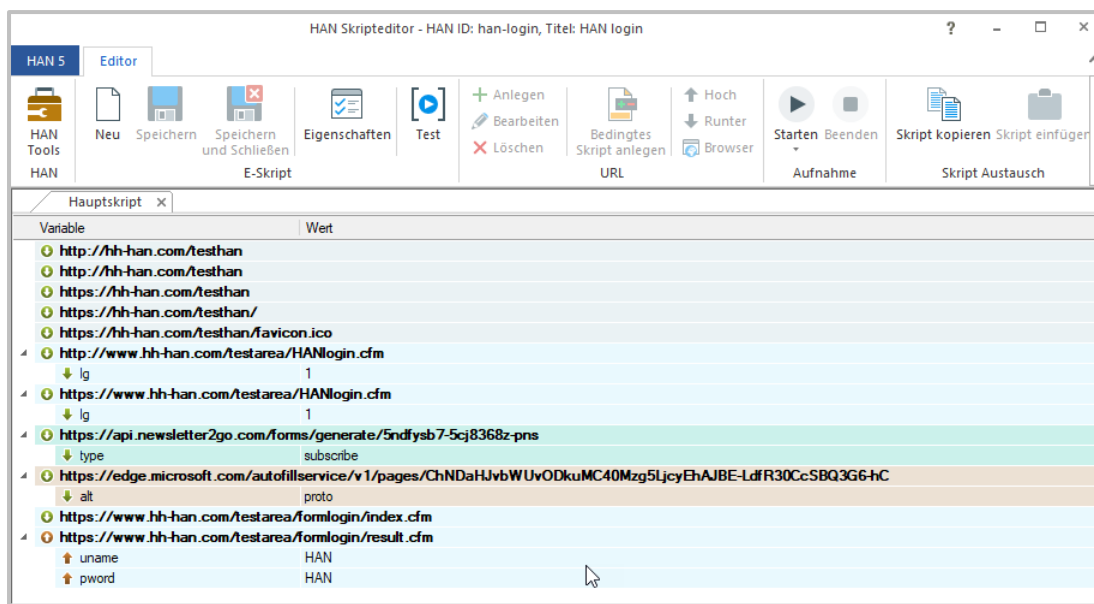 HAN Skripteditor - HAN ID: han-login, Titel: HAN login
HAN 5 Editor
HAN Tools
Neu
Speichern
Speichern und Schließen
Eigenschaften
Test
Anlegen
Bearbeiten
Löschen
Bedingtes Skript anlegen
Hoch
Runter
Browser
Starten
Beenden
Skript kopieren
Skript einfügen
HAN E-Skript URL Aufnahme Skript Austausch
Hauptskript
Variable Wert
http://hh-han.com/testhan
http://hh-han.com/testhan
https://hh-han.com/testhan
https://hh-han.com/testhan/
https://hh-han.com/testhan/favicon.ico
http://www.hh-han.com/testarea/HANlogin.cfm
lg 1
https://www.hh-han.com/testarea/HANlogin.cfm
lg 1
https://api.newsletter2go.com/forms/generate/5ndfysb7-5cj8368z-pns
type subscribe
https://edge.microsoft.com/autofillservice/v1/pages/ChNDaHJvbWUvODkuMC40Mzg5LjcyEhAJBE-LdfR30CcSBQ3G6-hC
alt proto
https://www.hh-han.com/testarea/formlogin/index.cfm
https://www.hh-han.com/testarea/formlogin/result.cfm
uname HAN
pword HAN